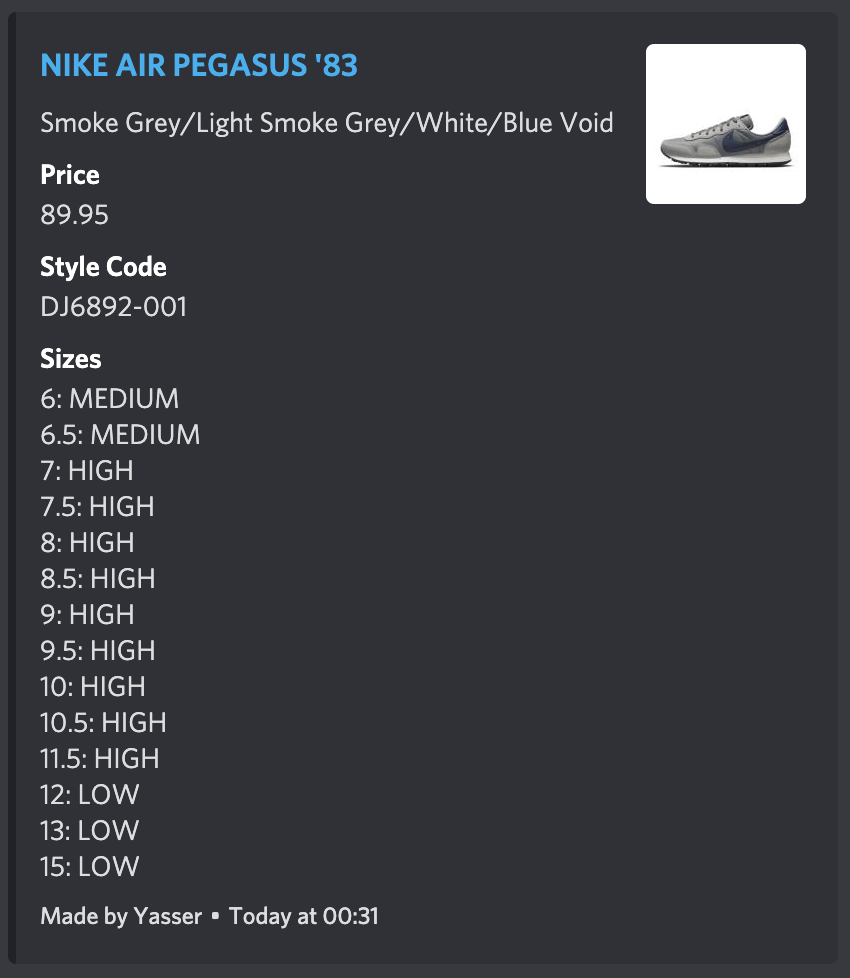 NIKE AIR PEGASUS '83
Smoke Grey/Light Smoke Grey/White/Blue Void
Price
89.95
Style Code
DJ6892-001
Sizes
6: MEDIUM
6.5: MEDIUM
7: HIGH
7.5: HIGH
8: HIGH
8.5: HIGH
9: HIGH
9.5: HIGH
10: HIGH
10.5: HIGH
11.5: HIGH
12: LOW
13: LOW
15: LOW
Made by Yasser • Today at 00:31